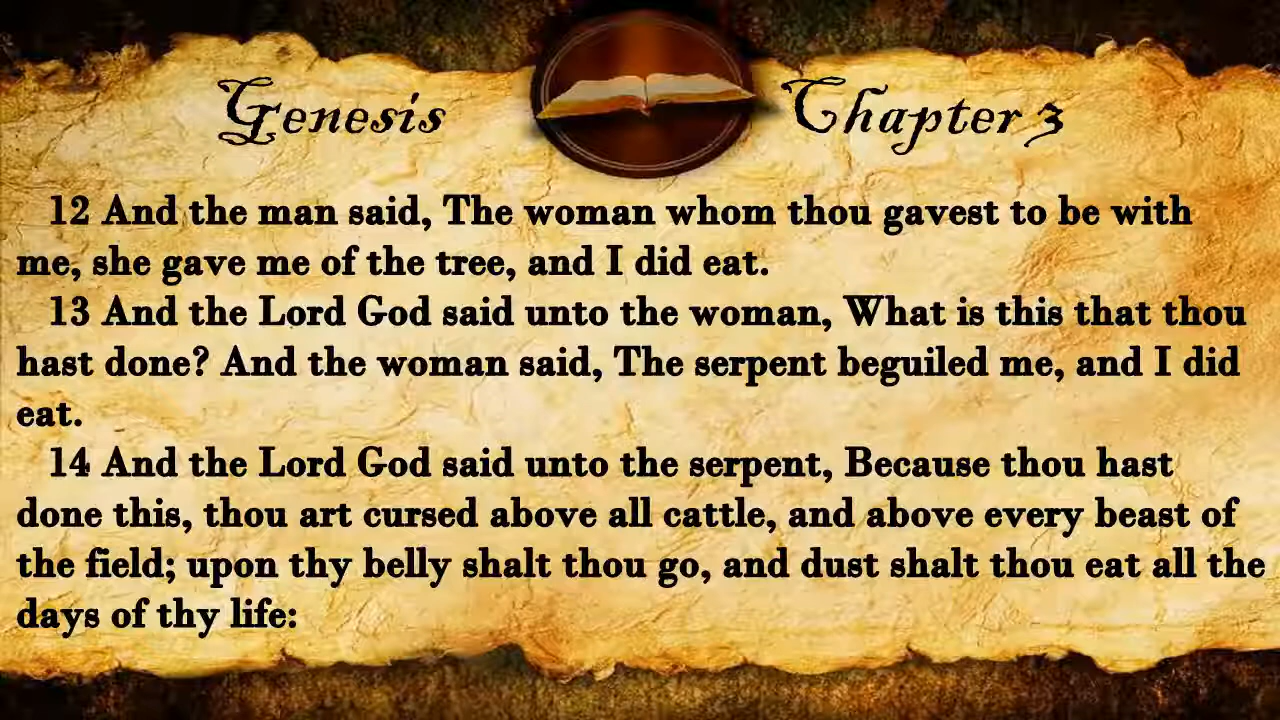 Genesis Chapter 3
12 And the man said, The woman whom thou gavest to be with
me, she gave me of the tree, and I did eat.
13 And the Lord God said unto the woman, What is this that thou
hast done? And the woman said, The serpent beguiled me, and I did
eat.
14 And the Lord God said unto the serpent, Because thou hast
done this, thou art cursed above all cattle, and above every beast of
the field; upon thy belly shalt thou go, and dust shalt thou eat all the
days of thy life: